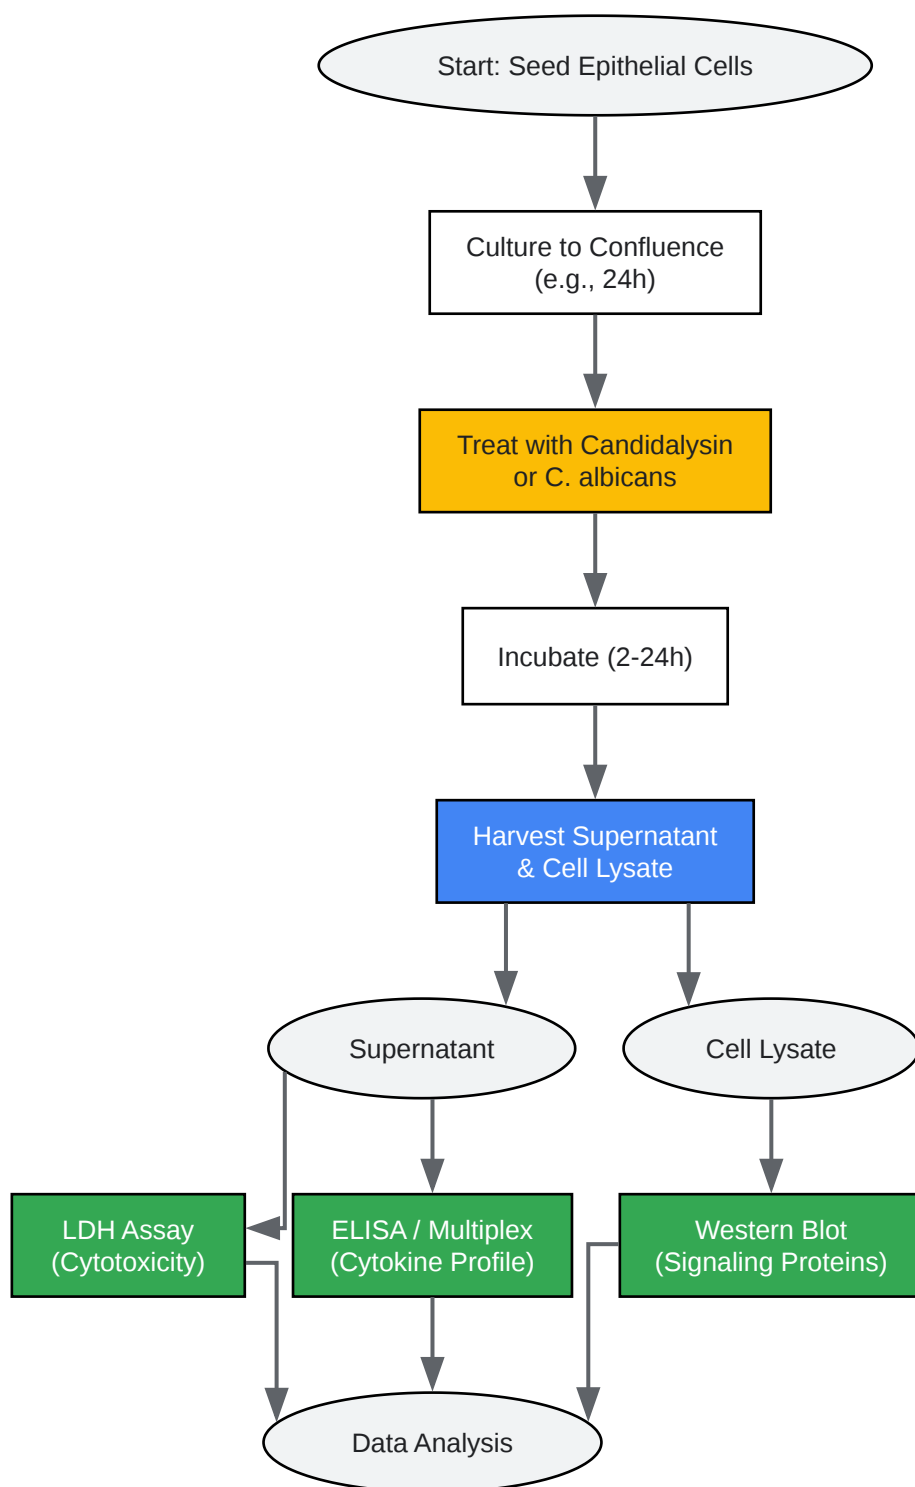 Start: Seed Epithelial Cells
Culture to Confluence
(e.g., 24h)
Treat with Candidalysin
or C. albicans
Incubate (2-24h)
Harvest Supernatant
& Cell Lysate
Supernatant
Cell Lysate
LDH Assay
(Cytotoxicity)
ELISA / Multiplex
(Cytokine Profile)
Western Blot
(Signaling Proteins)
Data Analysis